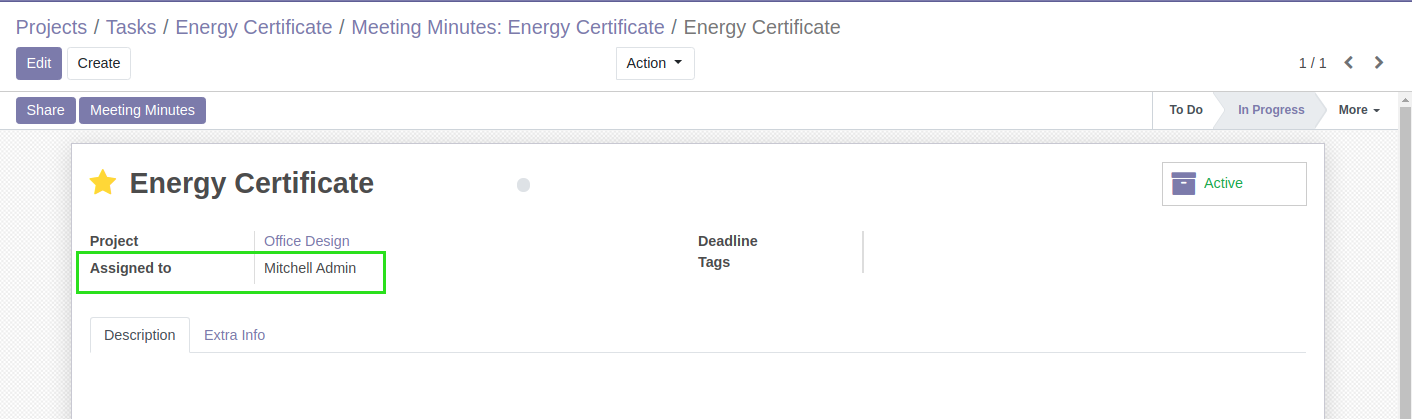 Projects / Tasks / Energy Certificate / Meeting Minutes: Energy Certificate / Energy Certificate
Edit Create Action 1 / 1
Share Meeting Minutes To Do In Progress More
Energy Certificate Active
Project Office Design Deadline
Assigned to Mitchell Admin Tags
Description Extra Info